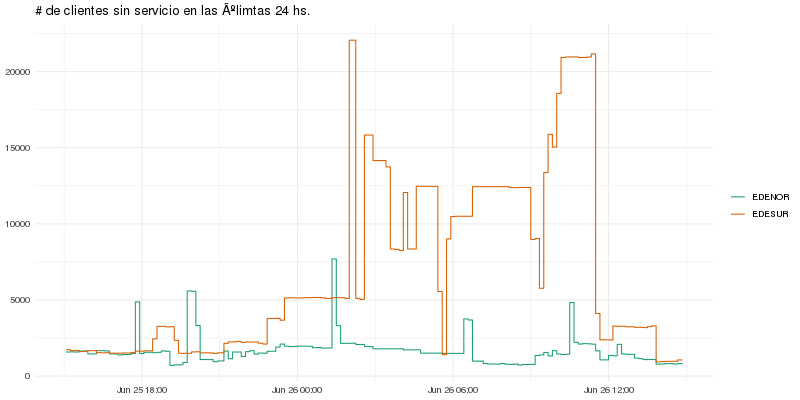 # de clientes sin servicio en las Ãºlimtas 24 hs.
20000
15000
10000
5000
0
Jun 25 18:00
Jun 26 00:00
Jun 26 06:00
Jun 26 12:00
EDENOR
EDESUR